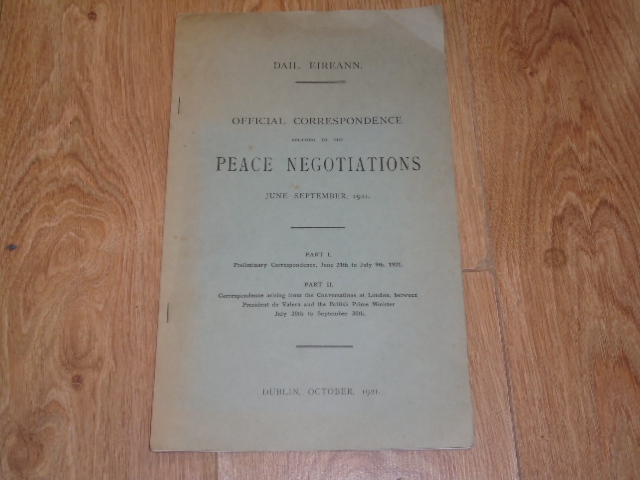 DAIL EIREANN.
OFFICIAL CORRESPONDENCE
RELATING TO THE
PEACE NEGOTIATIONS
JUNE–SEPTEMBER, 1921.
PART I.
Preliminary Correspondence, June 24th to July 9th, 1921.
PART II.
Correspondence arising from the Conversations at London, between
President de Valera and the British Prime Minister
July 20th to September 30th.
DUBLIN, OCTOBER, 1921.